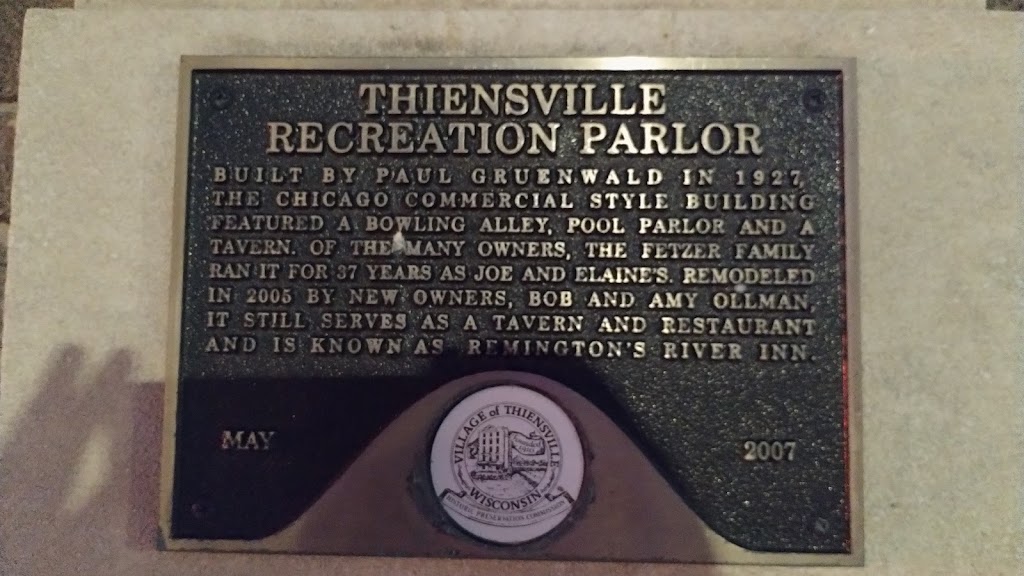 THIENSVILLE
RECREATION PARLOR
BUILT BY PAUL GRUENWALD IN 1927,
THE CHICAGO COMMERCIAL STYLE BUILDING
FEATURED A BOWLING ALLEY, POOL PARLOR AND A
TAVERN. OF THE MANY OWNERS, THE FETZER FAMILY
RAN IT FOR 37 YEARS AS JOE AND ELAINE'S. REMODELED
IN 2005 BY NEW OWNERS, BOB AND AMY OLLMAN,
IT STILL SERVES AS A TAVERN AND RESTAURANT
AND IS KNOWN AS REMINGTON'S RIVER INN.
MAY 2007
VILLAGE of THIENSVILLE
WISCONSIN
HISTORIC PRESERVATION COMMISSION